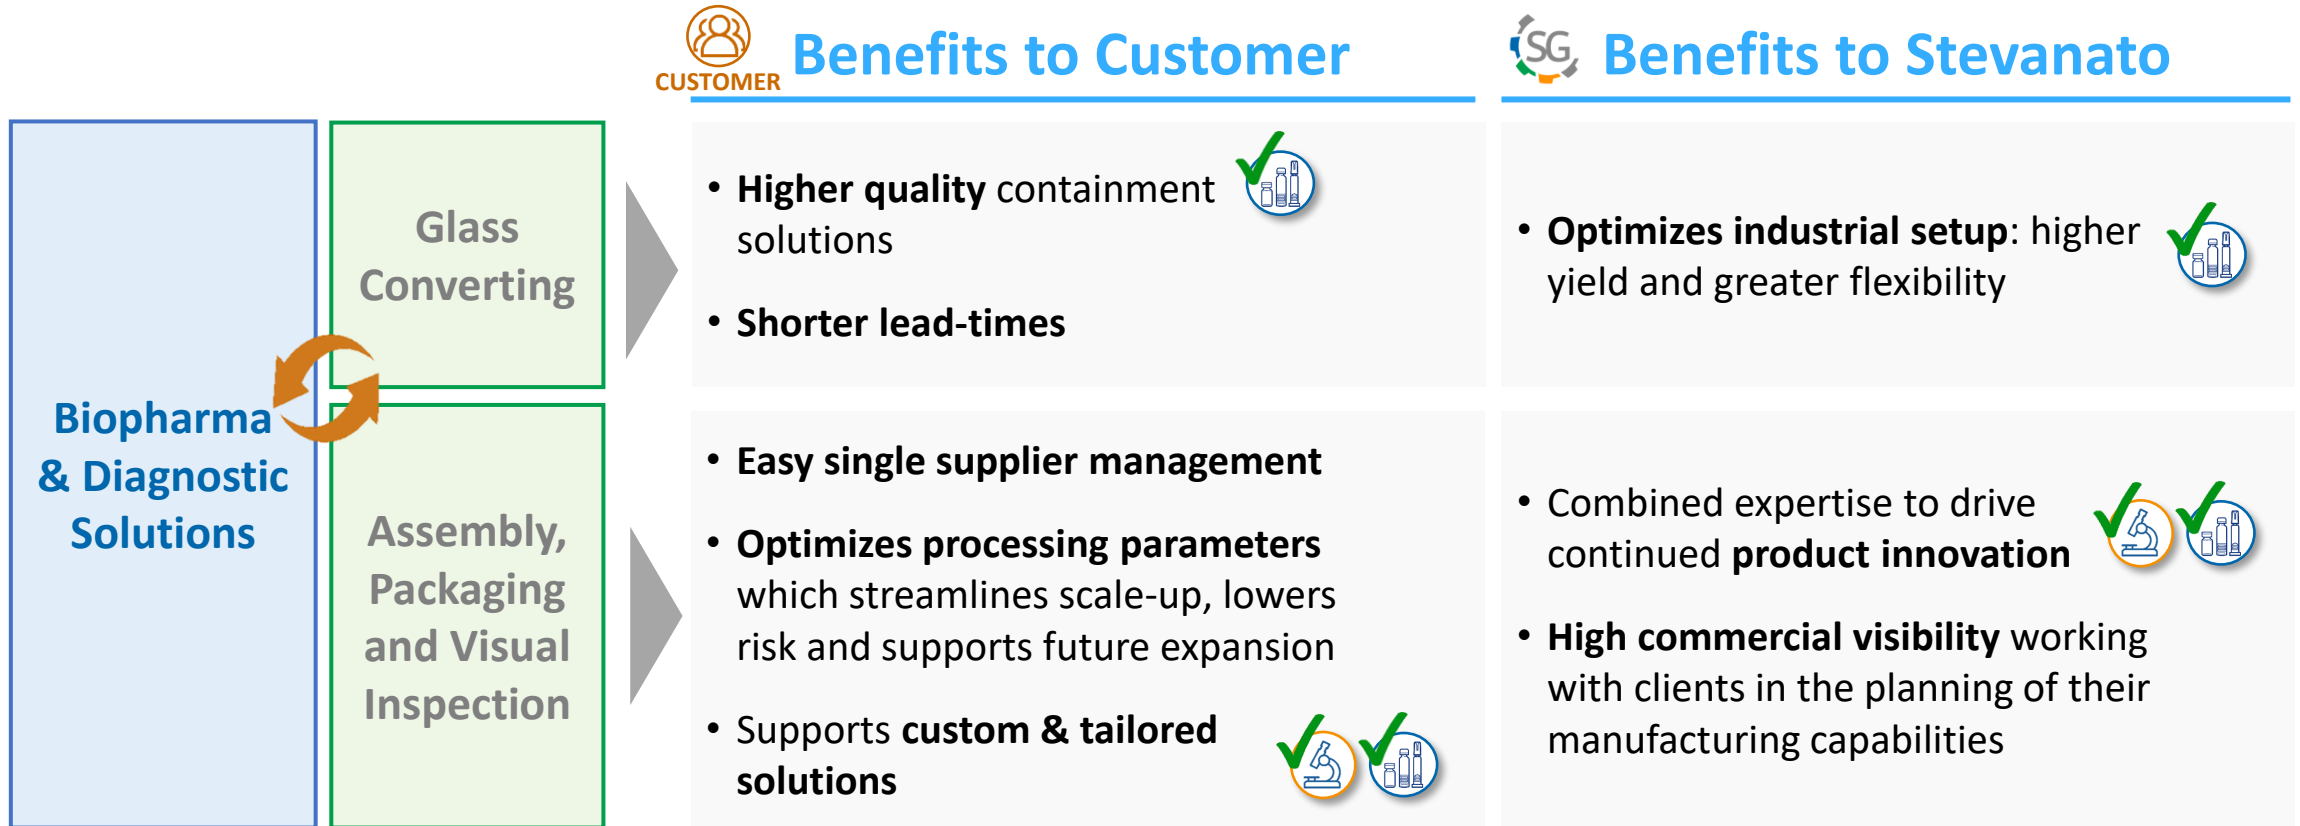 CUSTOMER
Benefits to Customer
SG
Benefits to Stevanato
Biopharma
& Diagnostic
Solutions
Glass
Converting
• Higher quality containment
solutions
• Shorter lead-times
• Optimizes industrial setup: higher
yield and greater flexibility
Assembly,
Packaging
and Visual
Inspection
• Easy single supplier management
• Optimizes processing parameters
which streamlines scale-up, lowers
risk and supports future expansion
• Supports custom & tailored
solutions
• Combined expertise to drive
continued product innovation
• High commercial visibility working
with clients in the planning of their
manufacturing capabilities